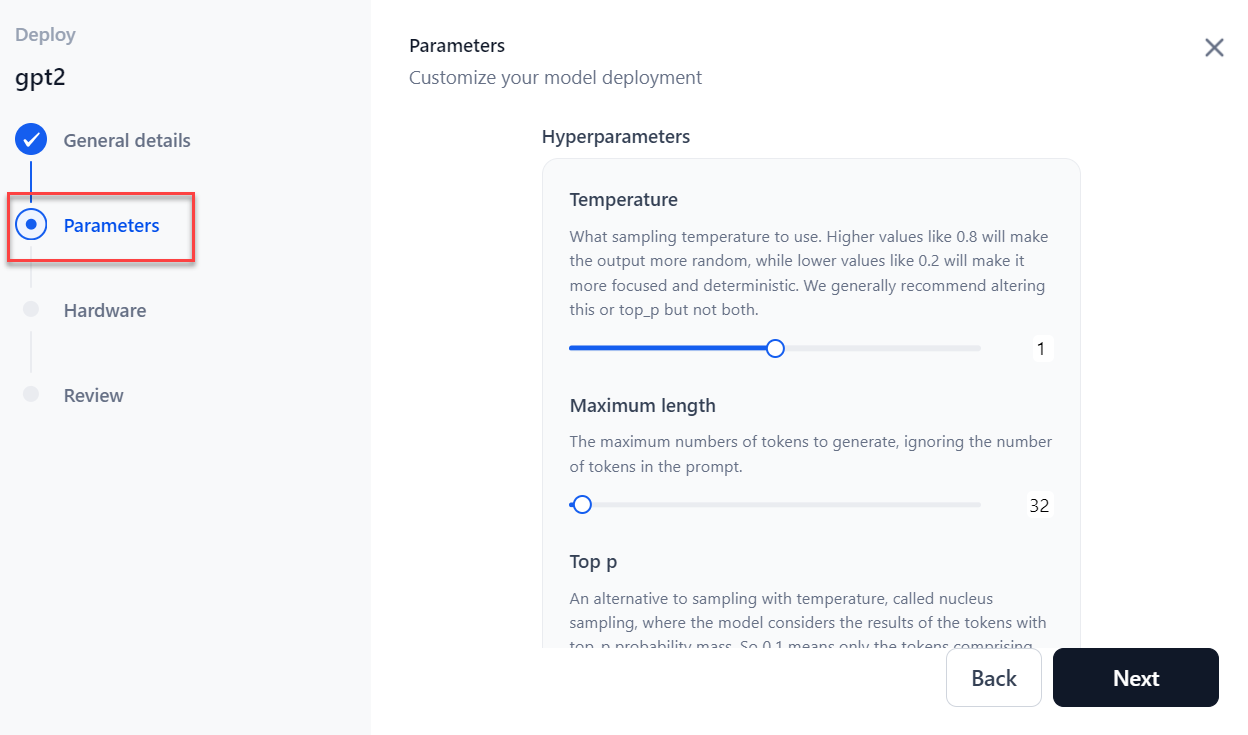 Deploy
gpt2
General details
Parameters
Hardware
Review
Parameters
Customize your model deployment
Hyperparameters
Temperature
What sampling temperature to use. Higher values like 0.8 will make
the output more random, while lower values like 0.2 will make it
more focused and deterministic. We generally recommend altering
this or top_p but not both.
1
Maximum length
The maximum numbers of tokens to generate, ignoring the number
of tokens in the prompt.
32
Top p
An alternative to sampling with temperature, called nucleus
sampling, where the model considers the results of the tokens with
top_p probability mass. So 0.1 means only the tokens comprising
Back
Next